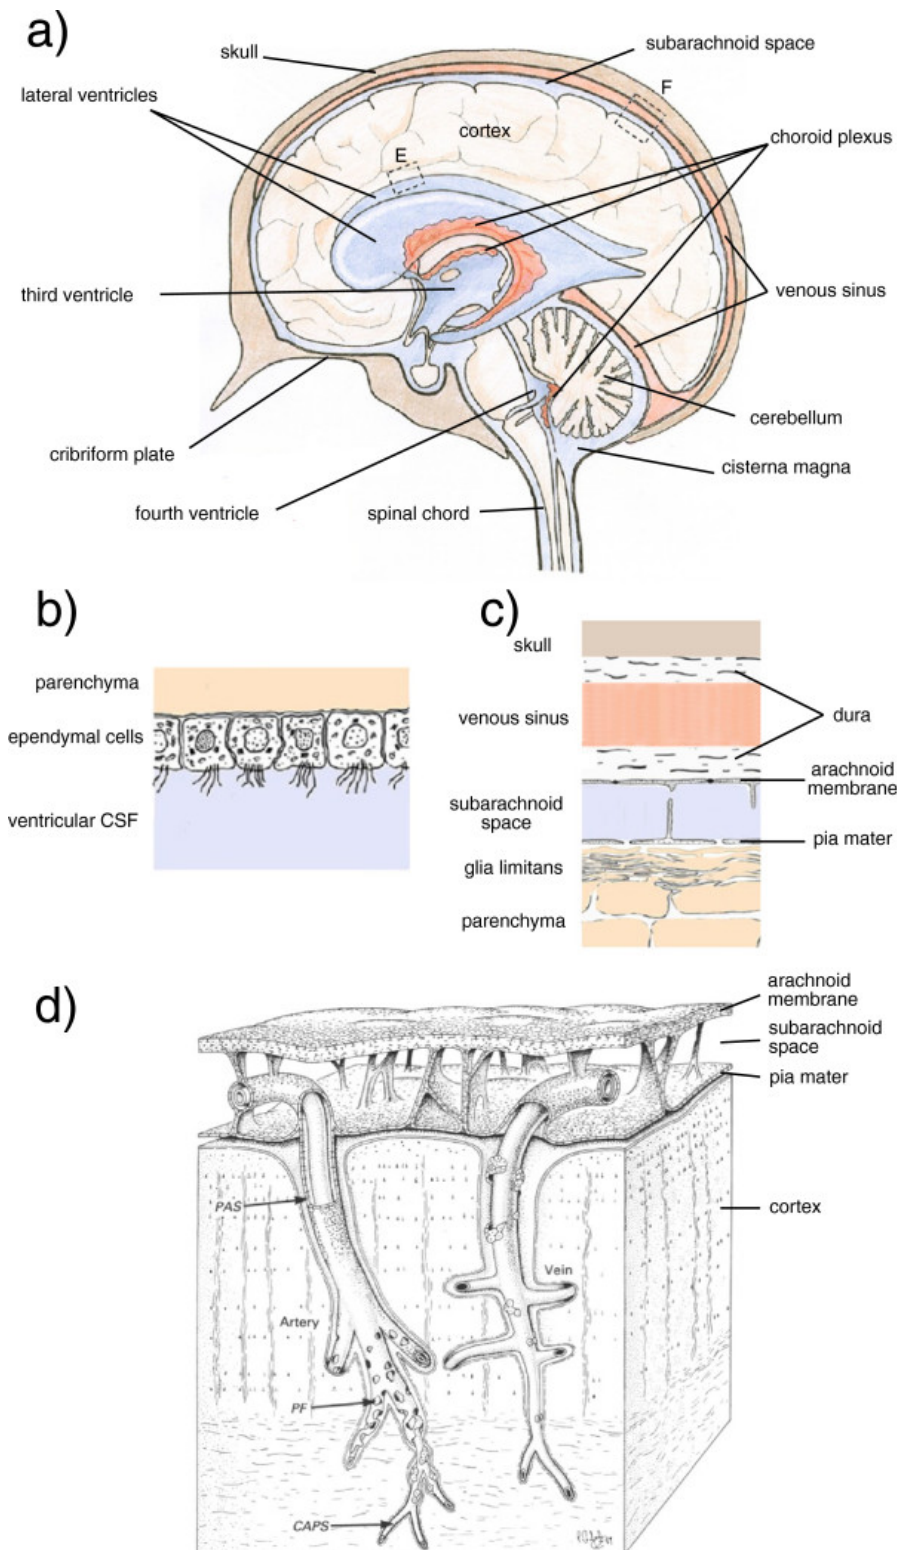 a)
skull
subarachnoid space
lateral ventricles
F
cortex
choroid plexus
E
third ventricle
venous sinus
cerebellum
cribriform plate
cisterna magna
fourth ventricle
spinal chord
b)
parenchyma
ependymal cells
ventricular CSF
c)
skull
venous sinus
dura
arachnoid
membrane
subarachnoid
space
pia mater
glia limitans
parenchyma
d)
arachnoid
membrane
subarachnoid
space
pia mater
PAS
cortex
Vein
Artery
PF
CAPS